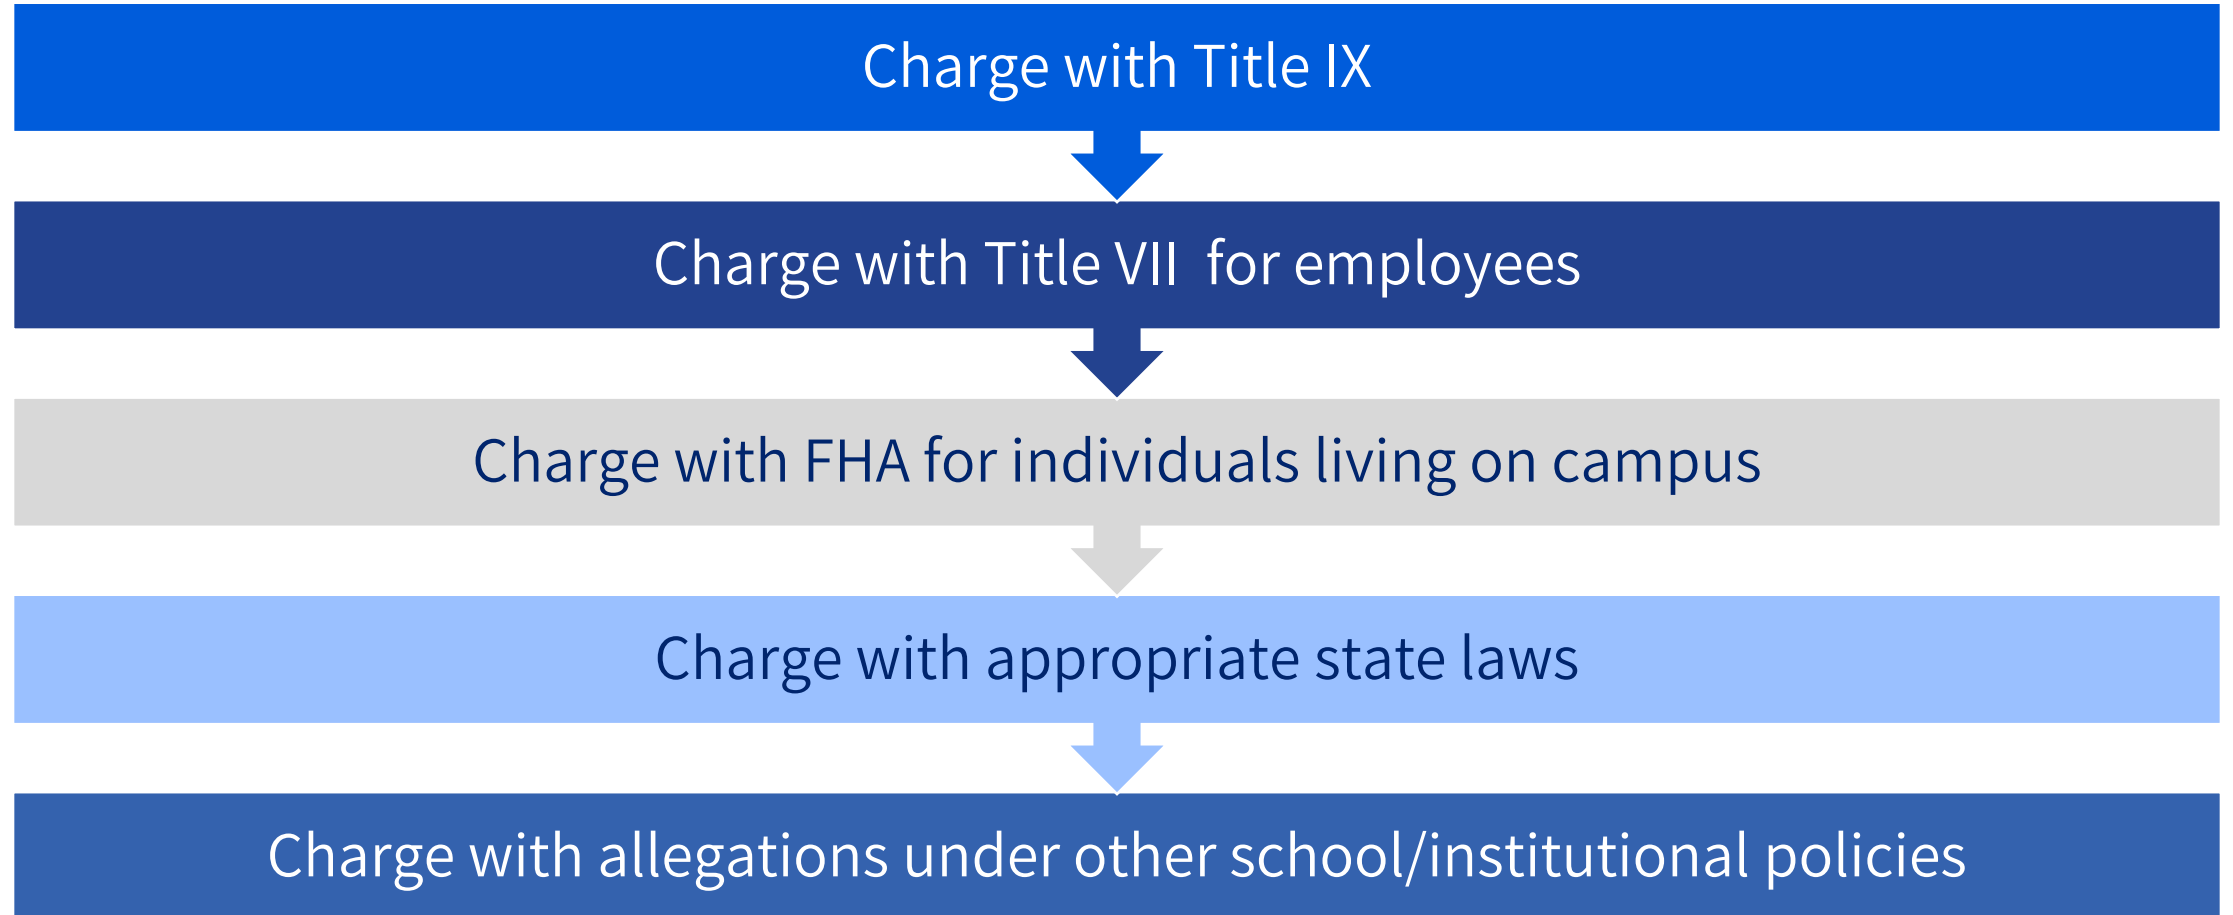 Charge with Title IX
Charge with Title VII  for employees
Charge with FHA for individuals living on campus
Charge with appropriate state laws
Charge with allegations under other school/institutional policies